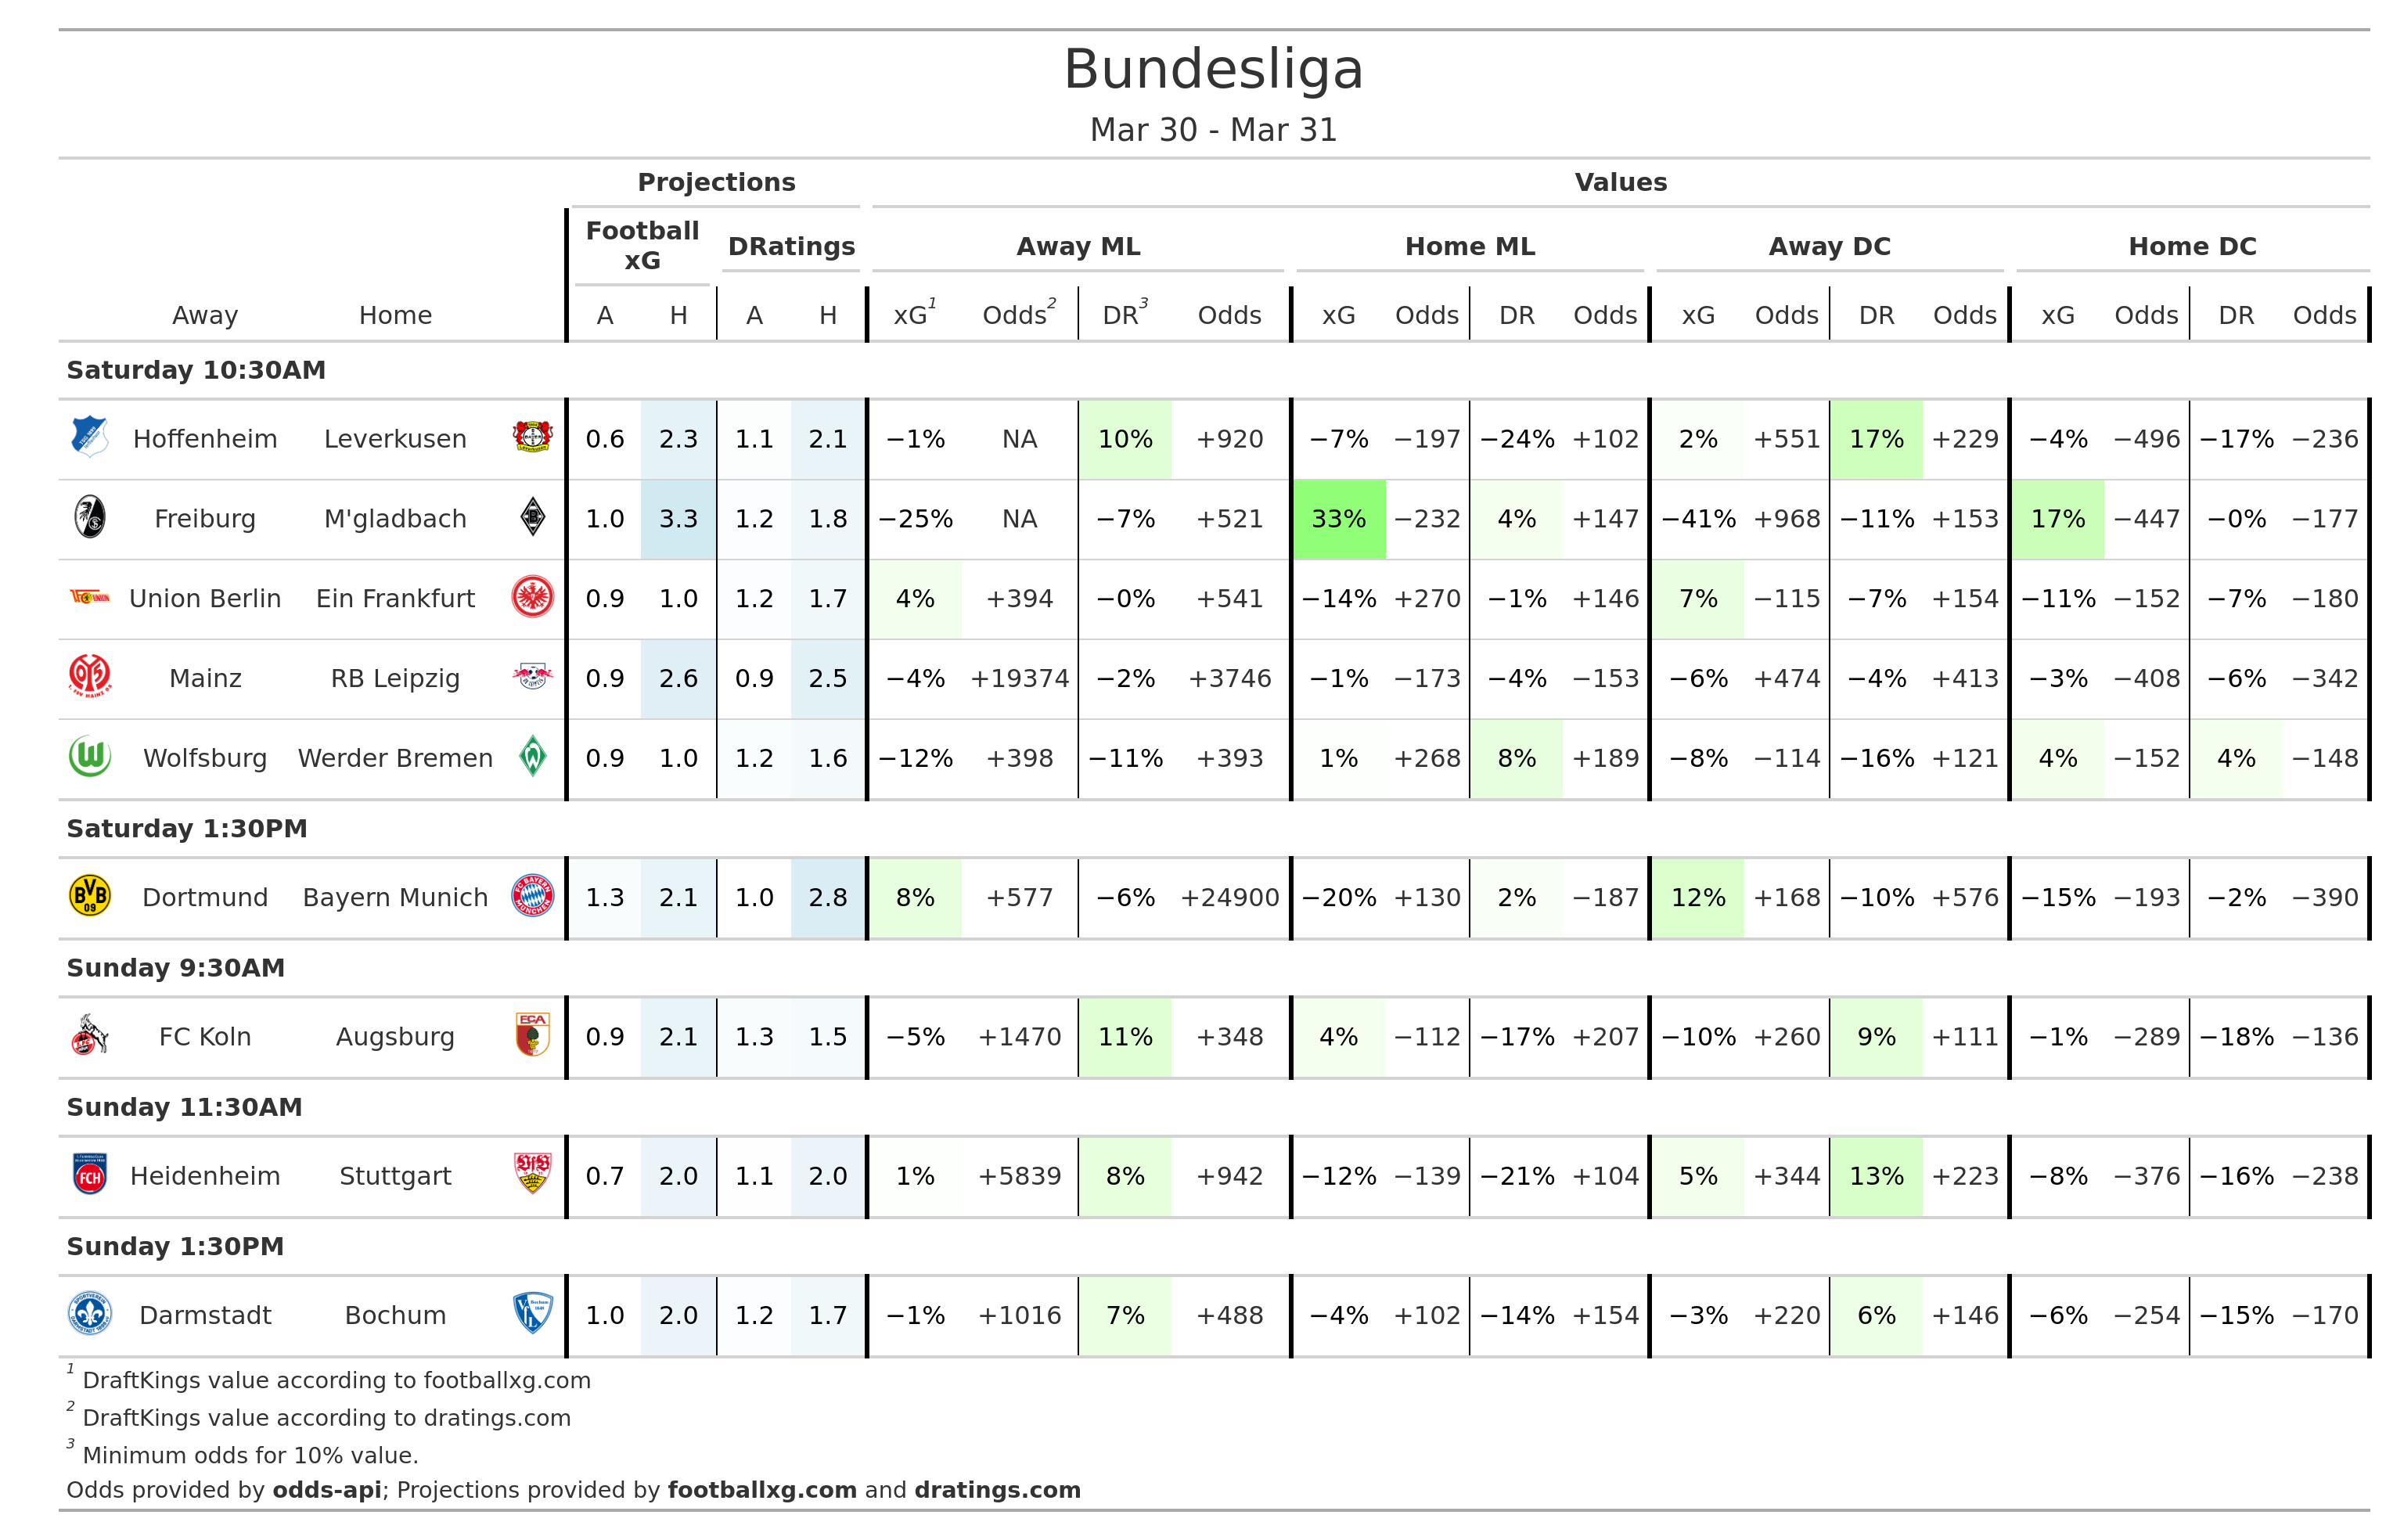 Bundesliga
Mar 30 - Mar 31
Projections Values
Football xG DRatings Away ML Home ML Away DC Home DC
Away Home A H A H xG1 Odds2 DR3 Odds xG Odds DR Odds xG Odds DR Odds xG Odds DR Odds
Saturday 10:30AM
Hoffenheim Leverkusen 0.6 2.3 1.1 2.1 −1% NA 10% +920 −7% −197 −24% +102 2% +551 17% +229 −4% −496 −17% −236
Freiburg M'gladbach 1.0 3.3 1.2 1.8 −25% NA −7% +521 33% −232 4% +147 −41% +968 −11% +153 17% −447 −0% −177
Union Berlin Ein Frankfurt 0.9 1.0 1.2 1.7 4% +394 −0% +541 −14% +270 −1% +146 7% −115 −7% +154 −11% −152 −7% −180
Mainz RB Leipzig 0.9 2.6 0.9 2.5 −4% +19374 −2% +3746 −1% −173 −4% −153 −6% +474 −4% +413 −3% −408 −6% −342
Wolfsburg Werder Bremen 0.9 1.0 1.2 1.6 −12% +398 −11% +393 1% +268 8% +189 −8% −114 −16% +121 4% −152 4% −148
Saturday 1:30PM
Dortmund Bayern Munich 1.3 2.1 1.0 2.8 8% +577 −6% +24900 −20% +130 2% −187 12% +168 −10% +576 −15% −193 −2% −390
Sunday 9:30AM
FC Koln Augsburg 0.9 2.1 1.3 1.5 −5% +1470 11% +348 4% −112 −17% +207 −10% +260 9% +111 −1% −289 −18% −136
Sunday 11:30AM
Heidenheim Stuttgart 0.7 2.0 1.1 2.0 1% +5839 8% +942 −12% −139 −21% +104 5% +344 13% +223 −8% −376 −16% −238
Sunday 1:30PM
Darmstadt Bochum 1.0 2.0 1.2 1.7 −1% +1016 7% +488 −4% +102 −14% +154 −3% +220 6% +146 −6% −254 −15% −170
1 DraftKings value according to footballxg.com
2 DraftKings value according to dratings.com
3 Minimum odds for 10% value.
Odds provided by odds-api; Projections provided by footballxg.com and dratings.com